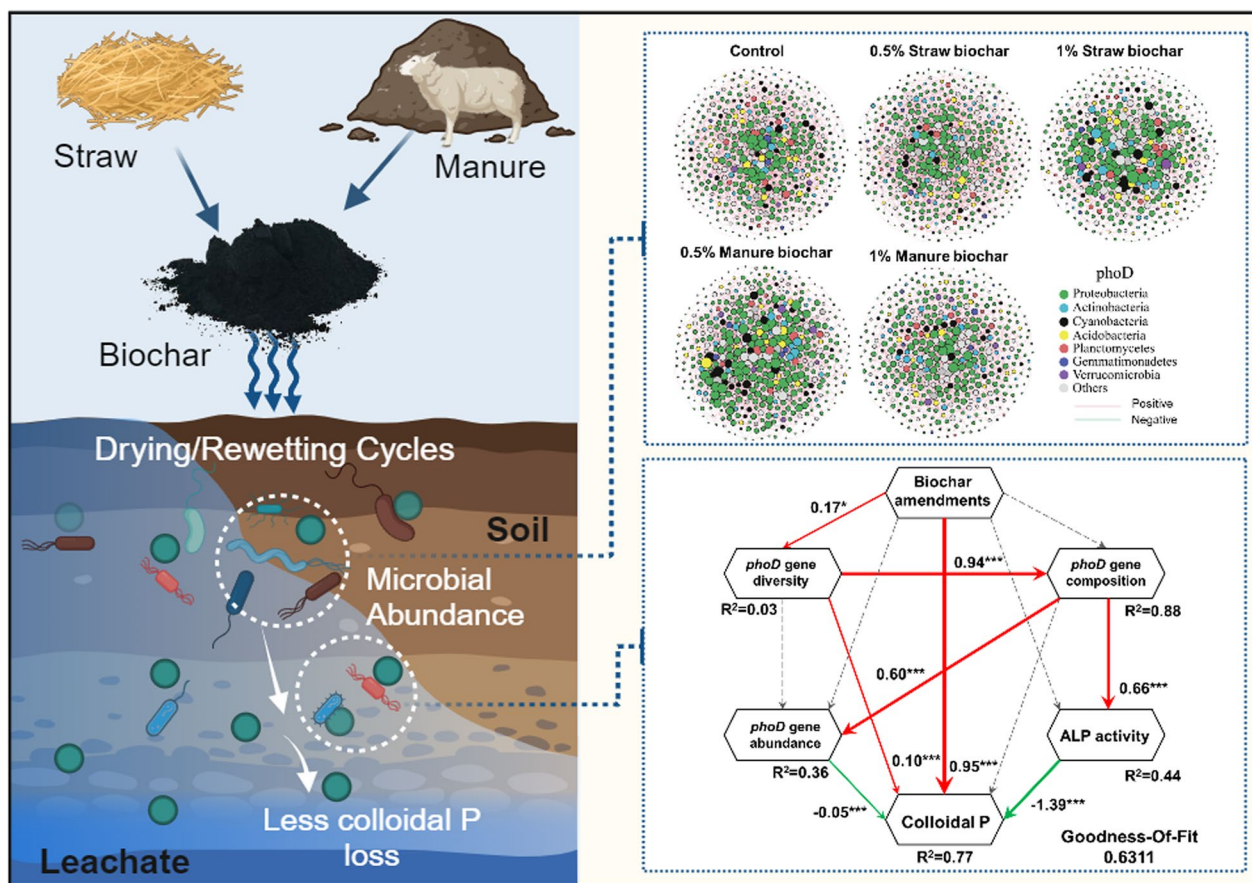 Straw
Manure
Biochar
Drying/Rewetting Cycles
Soil
Microbial
Abundance
Less colloidal P
loss
Leachate
Control
0.5% Straw biochar
1% Straw biochar
0.5% Manure biochar
1% Manure biochar
phoD
Proteobacteria
Actinobacteria
Cyanobacteria
Acidobacteria
Planctomycetes
Gemmatimonadetes
Verrucomicrobia
Others
Positive
Negative
Biochar
amendments
0.17*
phoD gene
diversity
0.94***
phoD gene
composition
R²=0.03
R²=0.88
0.60***
0.66***
phoD gene
abundance
ALP activity
R²=0.36
0.10***
0.95***
R²=0.44
-0.05***
-1.39***
Colloidal P
R²=0.77
Goodness-Of-Fit
0.6311